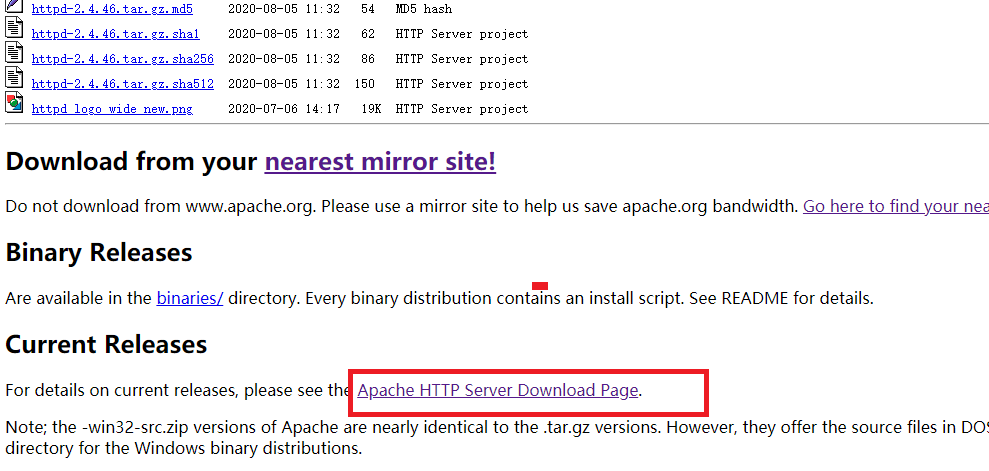 httpd-2.4.46.tar.gz.md5 2020-08-05 11:32 54 MD5 hash
httpd-2.4.46.tar.gz.sha1 2020-08-05 11:32 62 HTTP Server project
httpd-2.4.46.tar.gz.sha256 2020-08-05 11:32 86 HTTP Server project
httpd-2.4.46.tar.gz.sha512 2020-08-05 11:32 150 HTTP Server project
httpd_logo_wide_new.png 2020-07-06 14:17 19K HTTP Server project
Download from your nearest mirror site!
Do not download from www.apache.org. Please use a mirror site to help us save apache.org bandwidth. Go here to find your nea
Binary Releases
Are available in the binaries/ directory. Every binary distribution contains an install script. See README for details.
Current Releases
For details on current releases, please see the Apache HTTP Server Download Page.
Note; the -win32-src.zip versions of Apache are nearly identical to the .tar.gz versions. However, they offer the source files in DOS
directory for the Windows binary distributions.